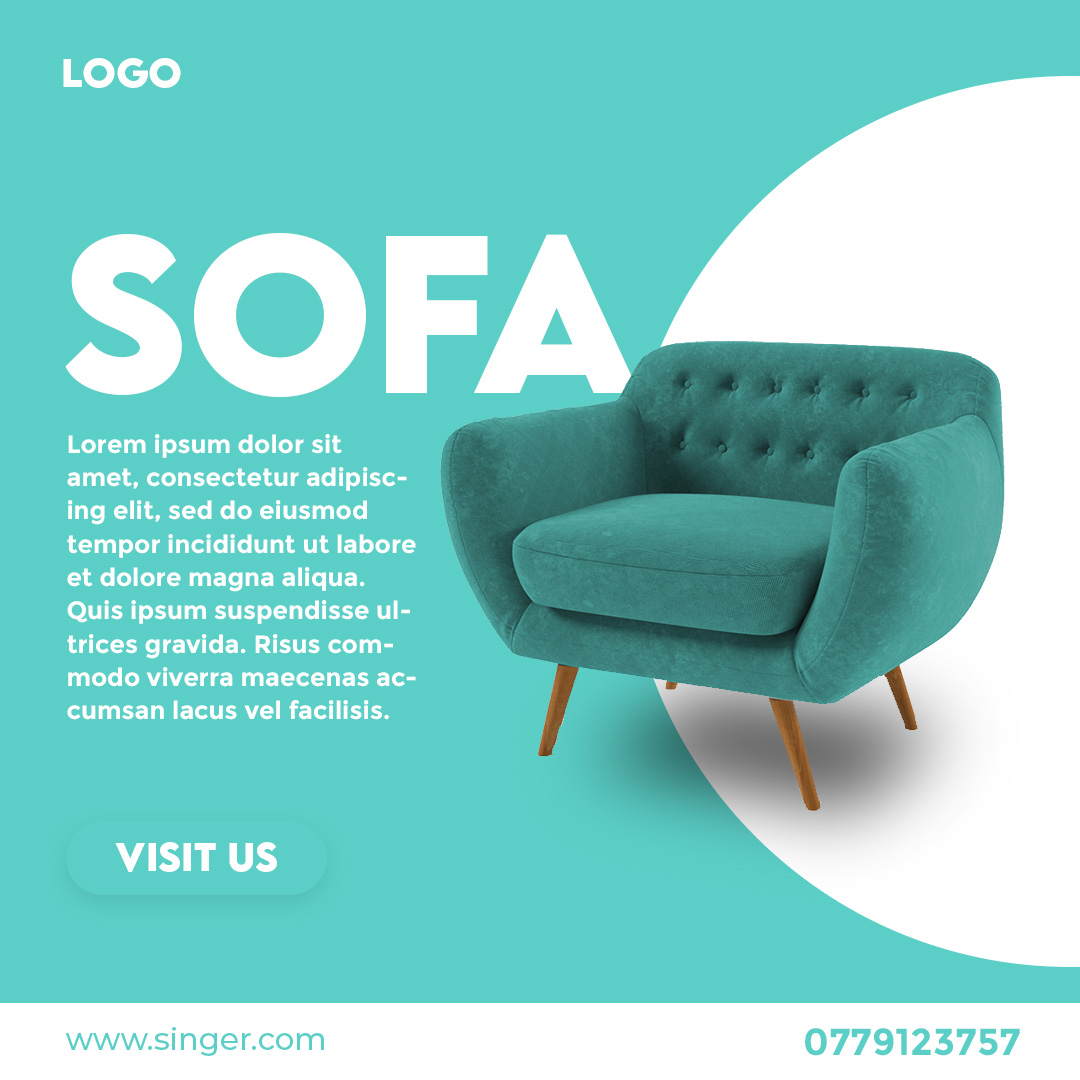 LOGO
SOFA
Lorem ipsum dolor sit
amet, consectetur adipisc-
ing elit, sed do eiusmod
tempor incididunt ut labore
et dolore magna aliqua.
Quis ipsum suspendisse ul-
trices gravida. Risus com-
modo viverra maecenas ac-
cumsan lacus vel facilisis.
VISIT US
www.singer.com
0779123757